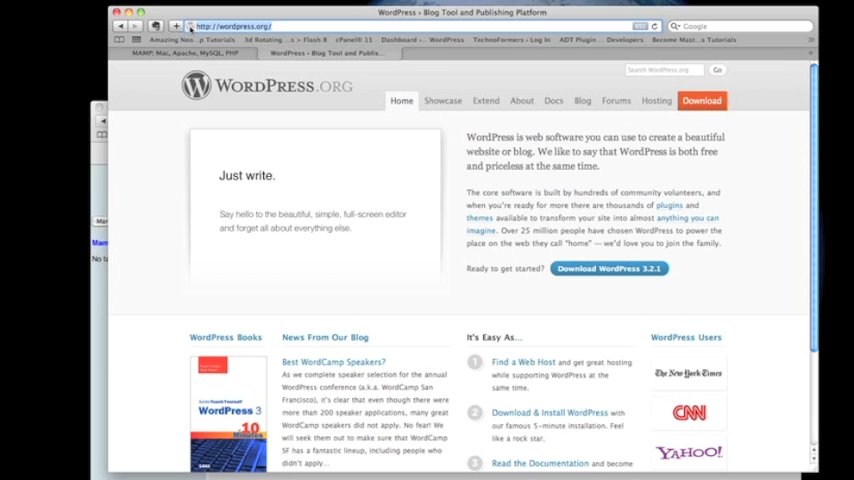 WordPress › Blog Tool and Publishing Platform
http://wordpress.org/
RSS
Google
Amazing Neo...p Tutorials
3d Rotating ...s > Flash 8
cPanel® 11
Dashboard ‹ ... WordPress
TechnoFormers › Log In
ADT Plugin ... Developers
Become Mast...s Tutorials
MAMP: Mac, Apache, MySQL, PHP
WordPress › Blog Tool and Publis...
WORDPRESS.ORG
Search WordPress.org
Go
Home
Showcase
Extend
About
Docs
Blog
Forums
Hosting
Download
Just write.
Say hello to the beautiful, simple, full-screen editor
and forget all about everything else.
WordPress is web software you can use to create a beautiful
website or blog. We like to say that WordPress is both free
and priceless at the same time.
The core software is built by hundreds of community volunteers, and
when you're ready for more there are thousands of plugins and
themes available to transform your site into almost anything you can
imagine. Over 25 million people have chosen WordPress to power the
place on the web they call "home" — we'd love you to join the family.
Ready to get started?
Download WordPress 3.2.1
WordPress Books
WordPress 3
10
Minutes
SAMS
News From Our Blog
Best WordCamp Speakers?
As we complete speaker selection for the annual
WordPress conference (a.k.a. WordCamp San
Francisco), it's clear that even though there were
more than 200 speaker applications, many great
WordCamp speakers did not apply. No fear! We
will seek them out to make sure that WordCamp
SF has a fantastic lineup, including people who
didn't apply...
It's Easy As...
1
Find a Web Host and get great hosting
while supporting WordPress at the
same time.
2
Download & Install WordPress with
our famous 5-minute installation. Feel
like a rock star.
3
Read the Documentation and become
WordPress Users
The New York Times
CNN
YAHOO!